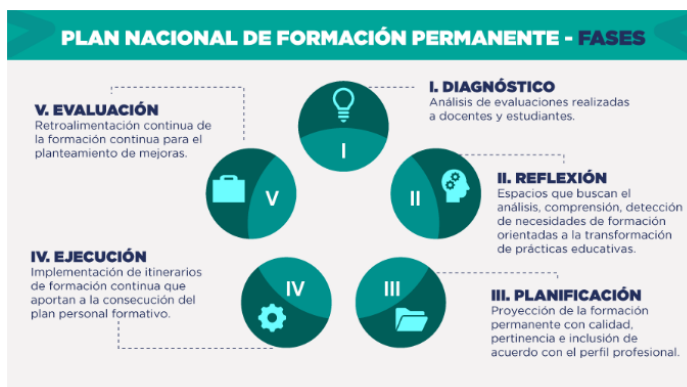 PLAN NACIONAL DE FORMACIÓN PERMANENTE - FASES
I. DIAGNÓSTICO
Análisis de evaluaciones realizadas
a docentes y estudiantes.
I
II. REFLEXIÓN
Espacios que buscan el
análisis, comprensión, detección
de necesidades de formación
orientadas a la transformación
de prácticas educativas.
II
III. PLANIFICACIÓN
Proyección de la formación
permanente con calidad,
pertinencia e inclusión de
acuerdo con el perfil profesional.
III
IV. EJECUCIÓN
Implementación de itinerarios
de formación continua que
aportan a la consecución del
plan personal formativo.
IV
V. EVALUACIÓN
Retroalimentación continua de
la formación continua para el
planteamiento de mejoras.
V